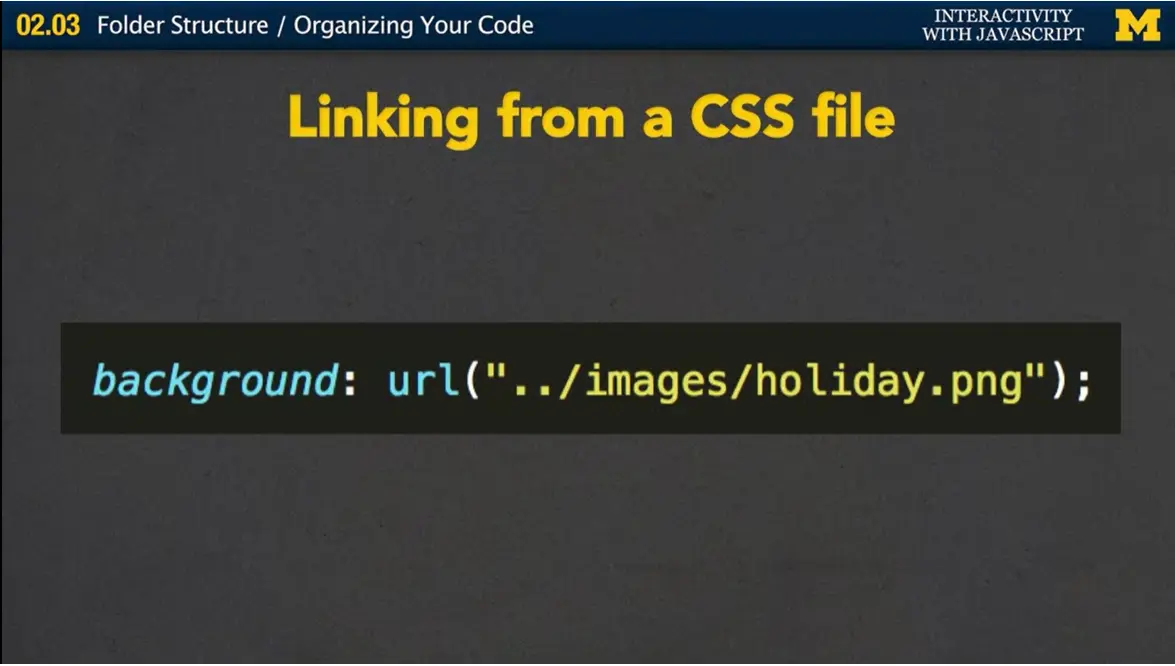 02.03 Folder Structure / Organizing Your Code
INTERACTIVITY
WITH JAVASCRIPT
M
Linking from a CSS file
background: url("../images/holiday.png");